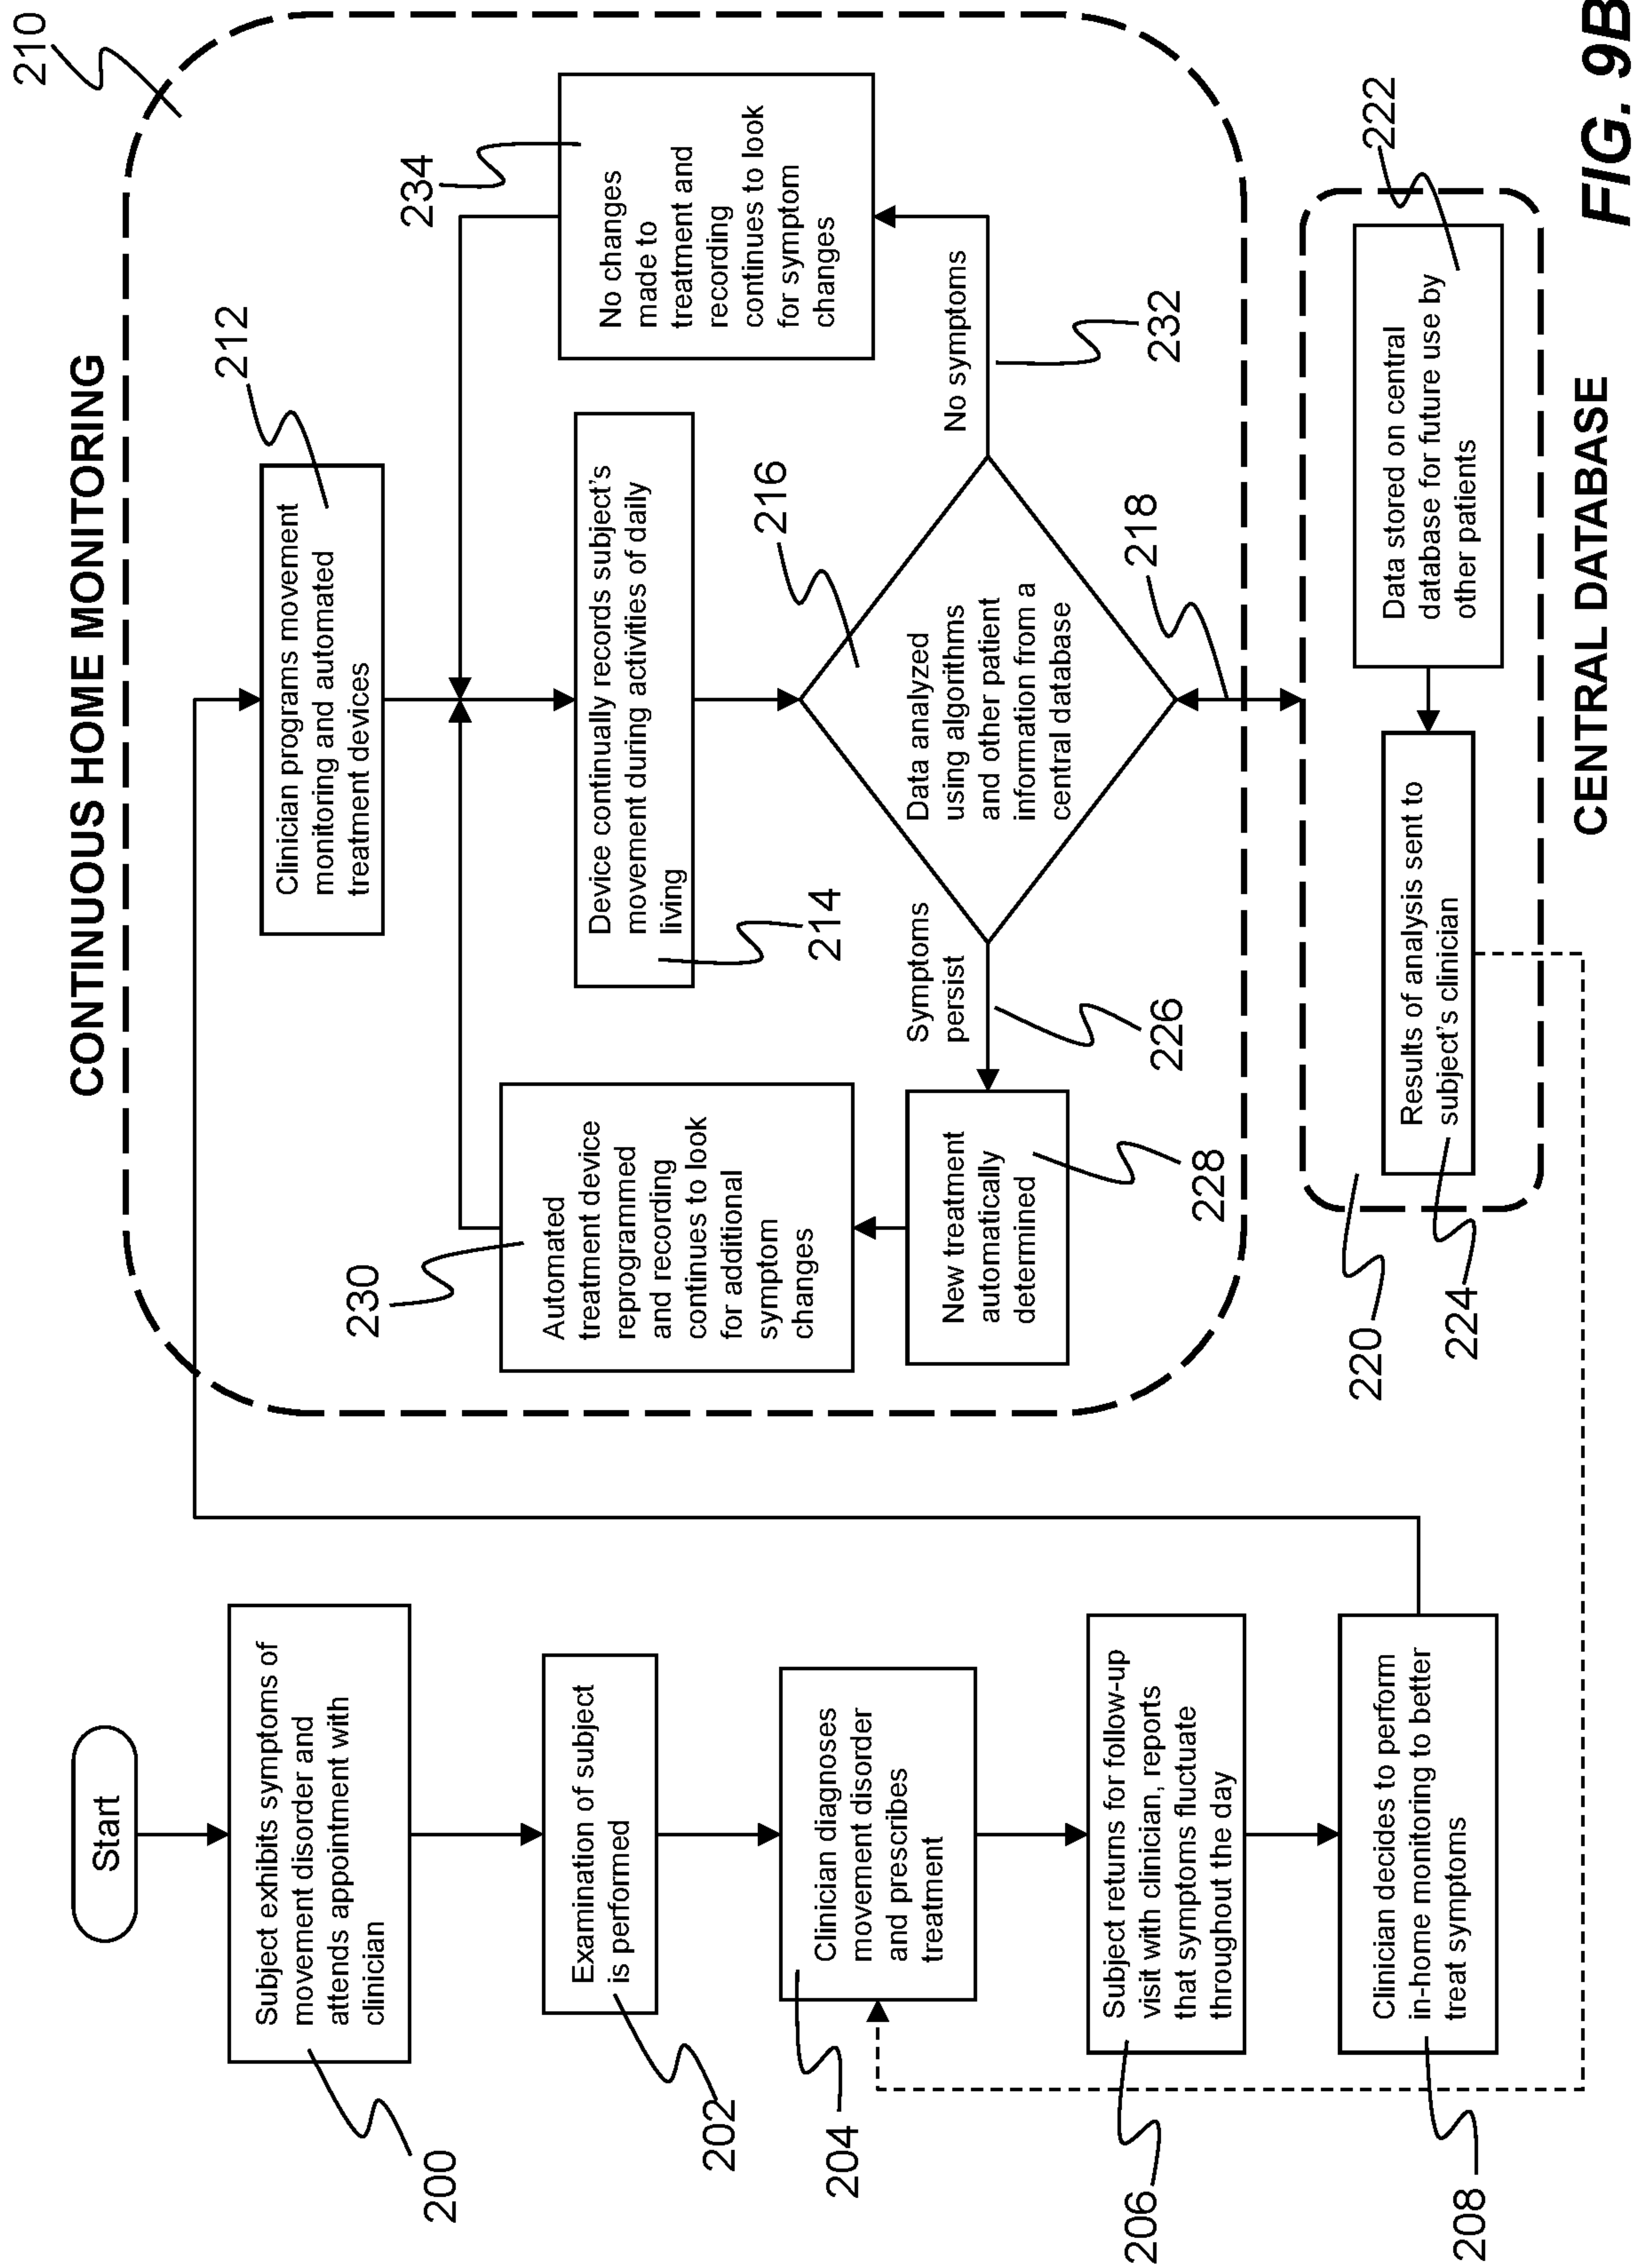 Start
Subject exhibits symptoms of
movement disorder and
attends appointment with
clinician
200
Examination of subject
is performed
202
Clinician diagnoses
movement disorder
and prescribes
treatment
204
Subject returns for follow-up
visit with clinician, reports
that symptoms fluctuate
throughout the day
206
Clinician decides to perform
in-home monitoring to better
treat symptoms
208
CONTINUOUS HOME MONITORING
210
Clinician programs movement
monitoring and automated
treatment devices
212
Device continually records subject's
movement during activities of daily
living
214
Data analyzed
using algorithms
and other patient
information from a
central database
216
218
Symptoms
persist
226
New treatment
automatically
determined
228
Automated
treatment device
reprogrammed
and recording
continues to look
for additional
symptom
changes
230
No symptoms
232
No changes
made to
treatment and
recording
continues to look
for symptom
changes
234
220
Data stored on central
database for future use by
other patients
222
Results of analysis sent to
subject's clinician
224
CENTRAL DATABASE
FIG. 9B